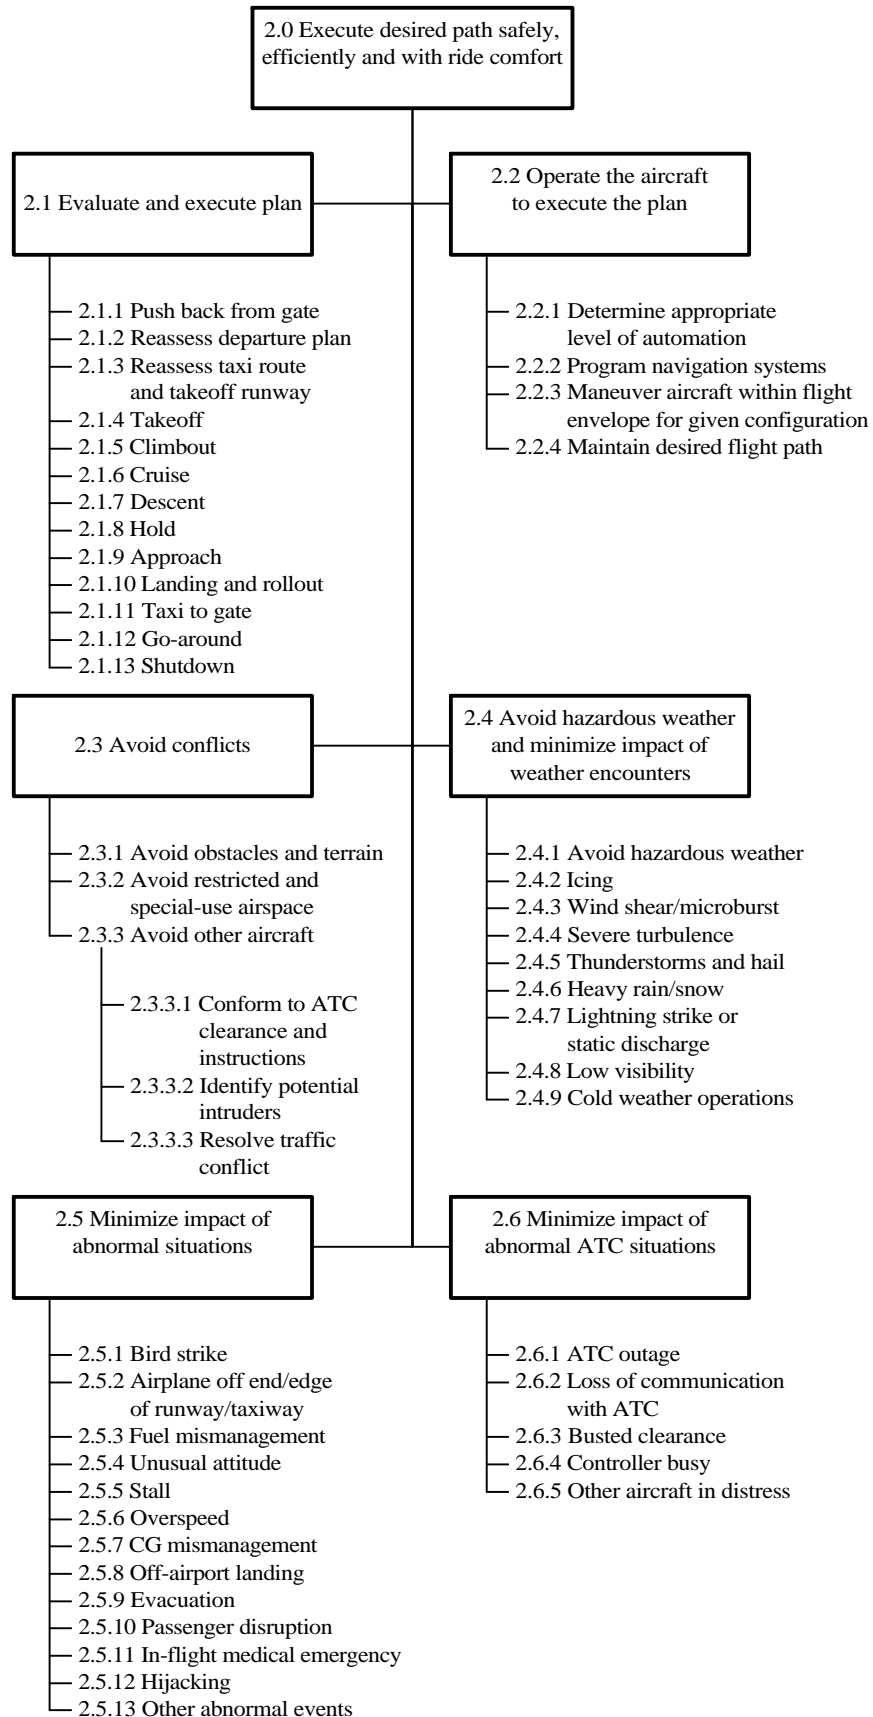 2.0 Execute desired path safely,
efficiently and with ride comfort
2.1 Evaluate and execute plan
2.2 Operate the aircraft
to execute the plan
2.1.1 Push back from gate
2.1.2 Reassess departure plan
2.1.3 Reassess taxi route
and takeoff runway
2.1.4 Takeoff
2.1.5 Climbout
2.1.6 Cruise
2.1.7 Descent
2.1.8 Hold
2.1.9 Approach
2.1.10 Landing and rollout
2.1.11 Taxi to gate
2.1.12 Go-around
2.1.13 Shutdown
2.2.1 Determine appropriate
level of automation
2.2.2 Program navigation systems
2.2.3 Maneuver aircraft within flight
envelope for given configuration
2.2.4 Maintain desired flight path
2.3 Avoid conflicts
2.4 Avoid hazardous weather
and minimize impact of
weather encounters
2.3.1 Avoid obstacles and terrain
2.3.2 Avoid restricted and
special-use airspace
2.3.3 Avoid other aircraft
2.3.3.1 Conform to ATC
clearance and
instructions
2.3.3.2 Identify potential
intruders
2.3.3.3 Resolve traffic
conflict
2.4.1 Avoid hazardous weather
2.4.2 Icing
2.4.3 Wind shear/microburst
2.4.4 Severe turbulence
2.4.5 Thunderstorms and hail
2.4.6 Heavy rain/snow
2.4.7 Lightning strike or
static discharge
2.4.8 Low visibility
2.4.9 Cold weather operations
2.5 Minimize impact of
abnormal situations
2.6 Minimize impact of
abnormal ATC situations
2.5.1 Bird strike
2.5.2 Airplane off end/edge
of runway/taxiway
2.5.3 Fuel mismanagement
2.5.4 Unusual attitude
2.5.5 Stall
2.5.6 Overspeed
2.5.7 CG mismanagement
2.5.8 Off-airport landing
2.5.9 Evacuation
2.5.10 Passenger disruption
2.5.11 In-flight medical emergency
2.5.12 Hijacking
2.5.13 Other abnormal events
2.6.1 ATC outage
2.6.2 Loss of communication
with ATC
2.6.3 Busted clearance
2.6.4 Controller busy
2.6.5 Other aircraft in distress